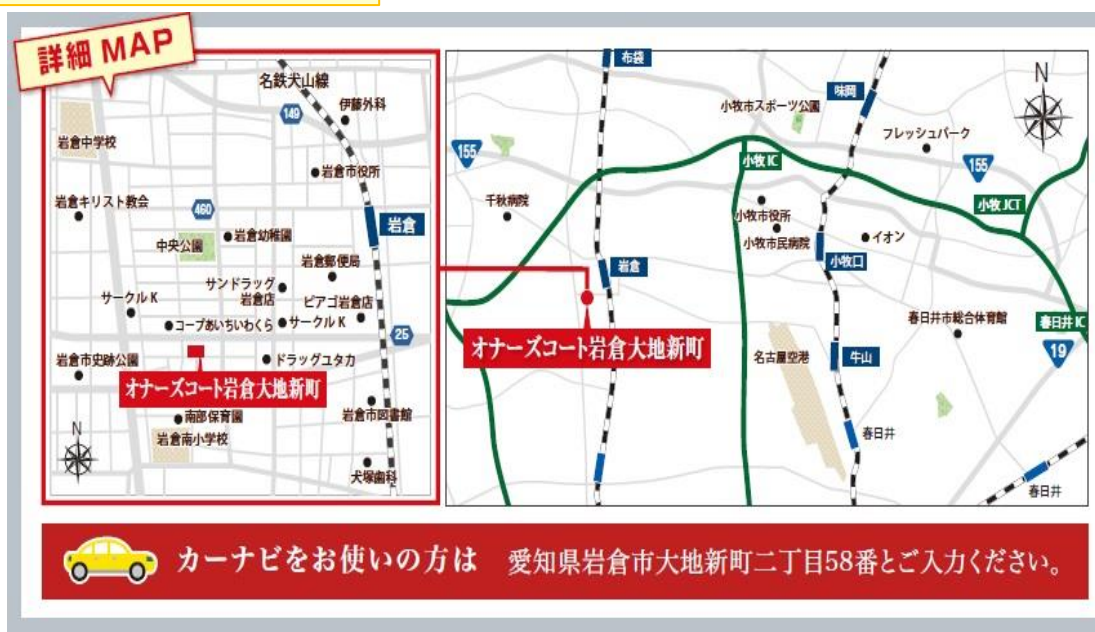 詳細 MAP
名鉄犬山線
149
伊藤外科
岩倉中学校
岩倉市役所
岩倉キリスト教会
460
岩倉
中央公園
岩倉幼稚園
岩倉郵便局
サンドラッグ
岩倉店
ピアゴ岩倉店
サークルK
コープあいちいわくら
サークルK
25
岩倉市史跡公園
ドラッグユタカ
オナーズコート岩倉大地新町
南部保育園
岩倉市図書館
岩倉南小学校
N
犬塚歯科
布袋
味岡
N
小牧市スポーツ公園
フレッシュパーク
155
小牧IC
155
千秋病院
小牧市役所
小牧JCT
小牧市民病院
イオン
岩倉
小牧口
オナーズコート岩倉大地新町
春日井市総合体育館
春日井IC
名古屋空港
牛山
19
春日井
春日井
カーナビをお使いの方は 愛知県岩倉市大地新町二丁目58番とご入力ください。